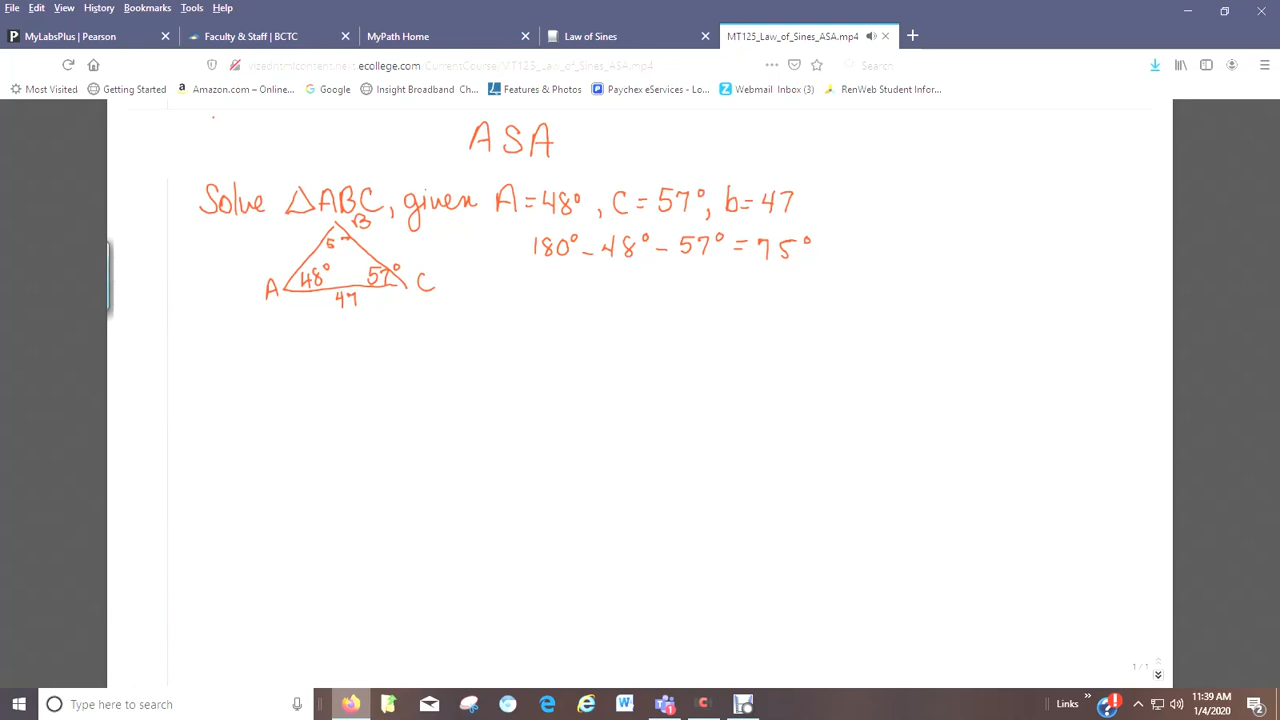 File Edit View History Bookmarks Tools Help
MyLabsPlus | Pearson
Faculty & Staff | BCTC
MyPath Home
Law of Sines
MT125_Law_of_Sines_ASA.mp4
Search
Most Visited
Getting Started
Amazon.com – Online...
Google
Insight Broadband Ch...
Features & Photos
Paychex eServices - Lo...
Webmail Inbox (3)
RenWeb Student Infor...
ASA
Solve △ABC, given A = 48°, C = 57°, b = 47
180° - 48° - 57° = 75°
B
A 48° 57° C
47
1 / 1
Type here to search
Links »
11:39 AM
1/4/2020